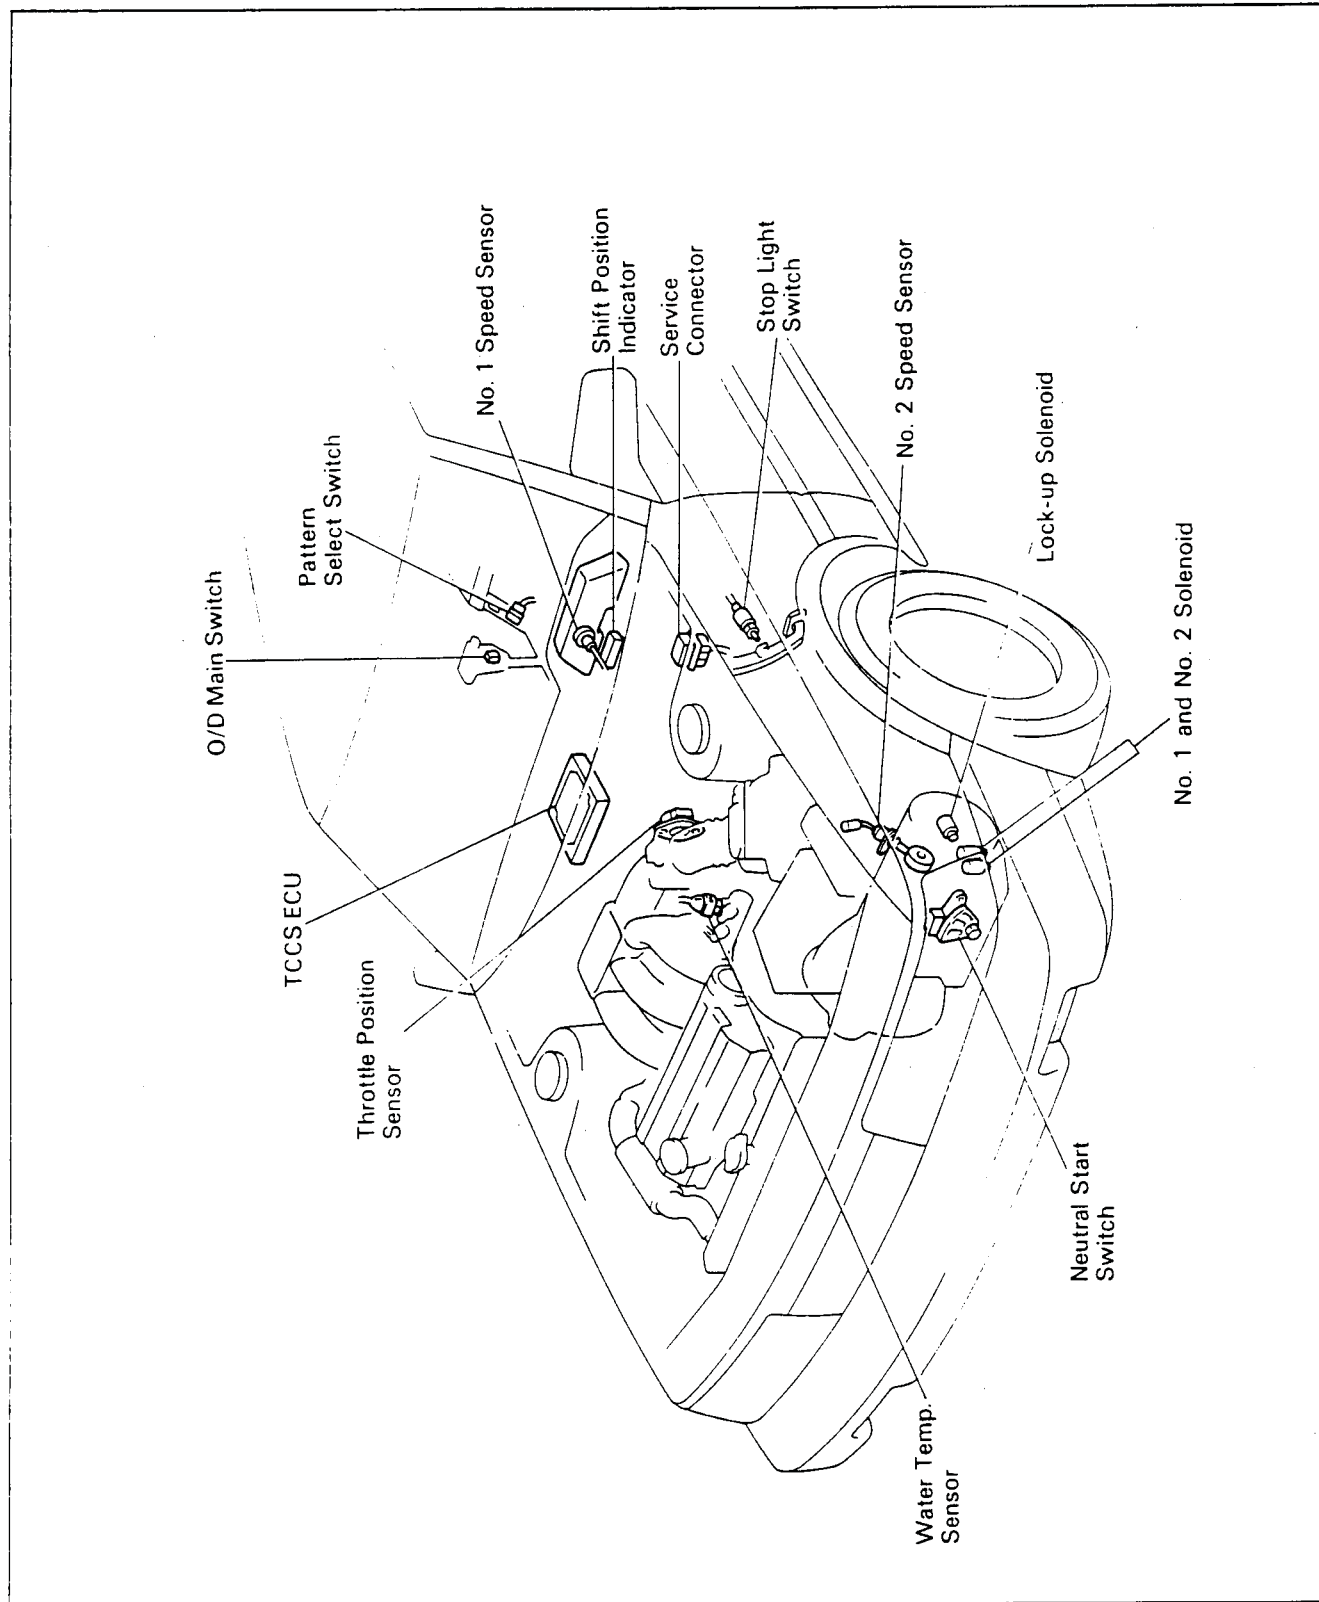 O/D Main Switch
Pattern
Select Switch
TCCS ECU
No. 1 Speed Sensor
Throttle Position
Sensor
Shift Position
Indicator
Service
Connector
Stop Light
Switch
No. 2 Speed Sensor
Water Temp.
Sensor
Lock-up Solenoid
Neutral Start
Switch
No. 1 and No. 2 Solenoid